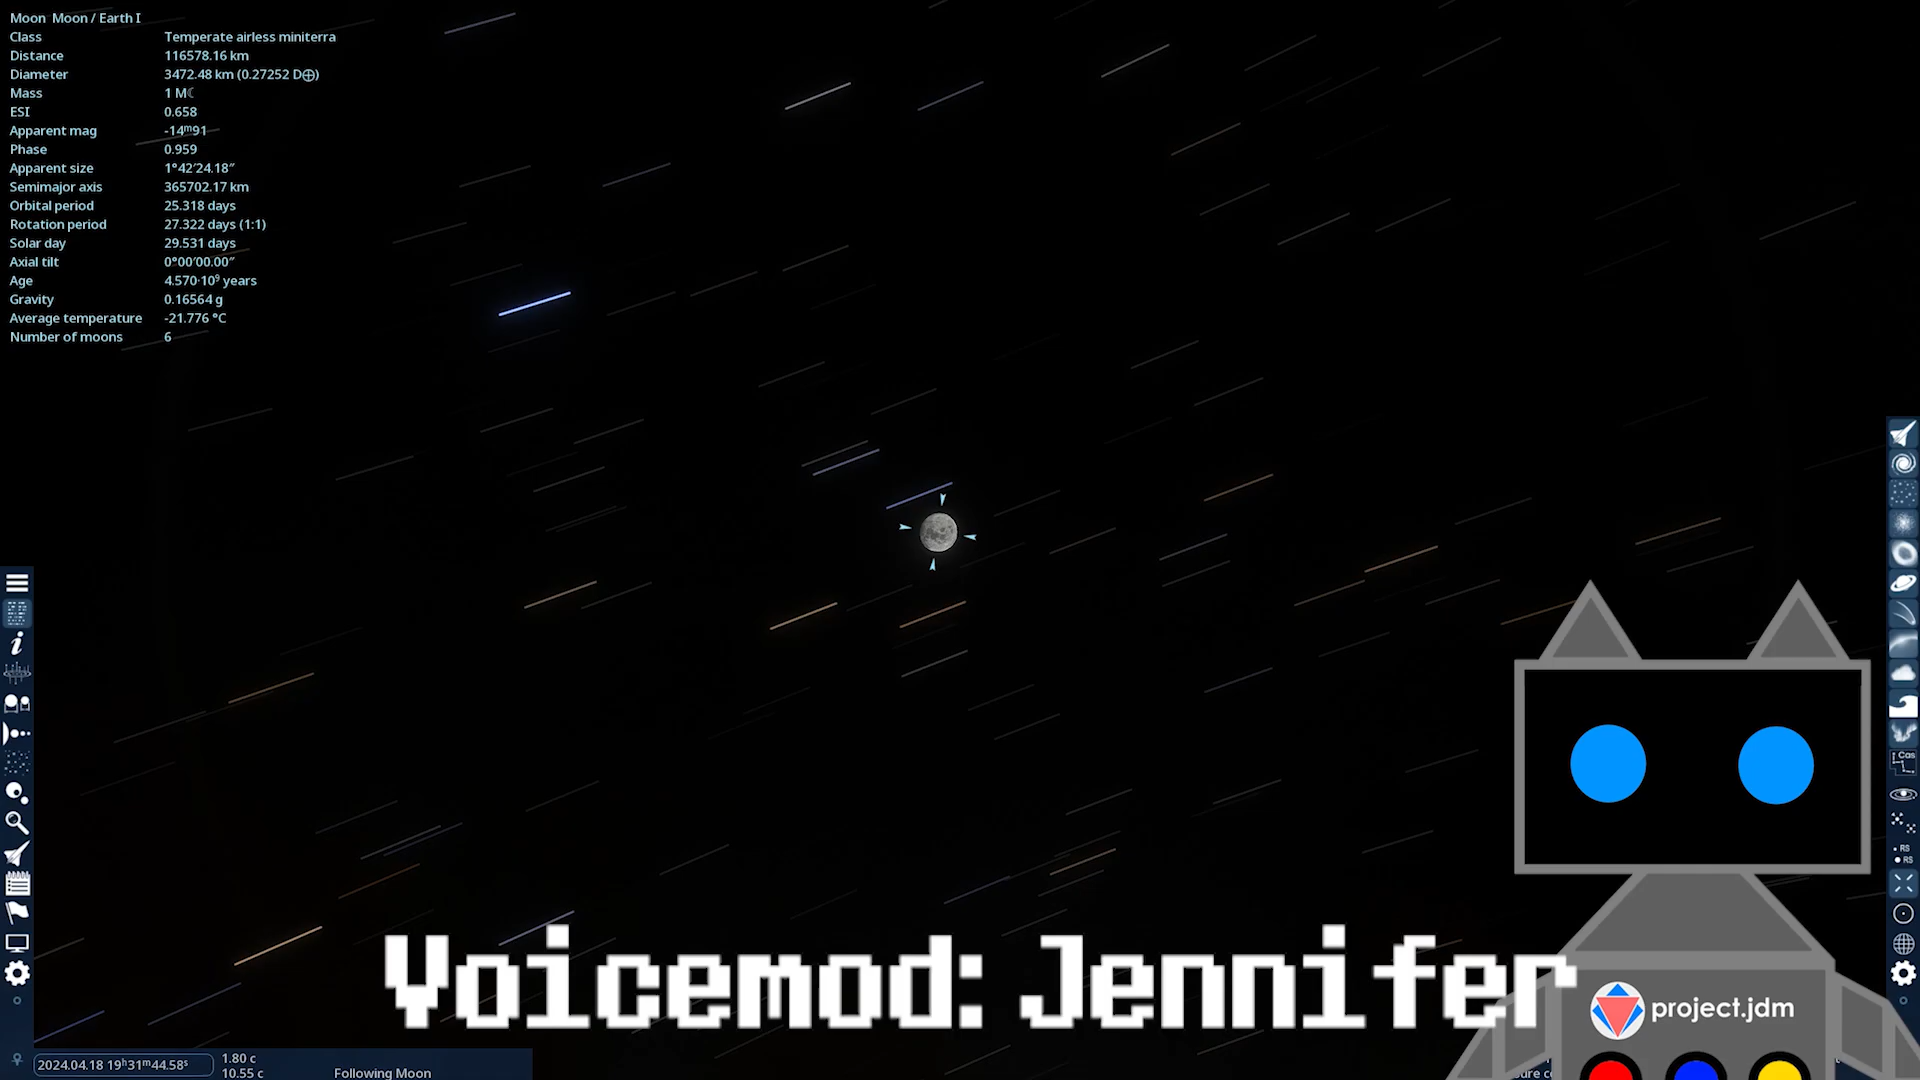 Moon Moon / Earth I
Class Temperate airless miniterra
Distance 116578.16 km
Diameter 3472.48 km (0.27252 D⊕)
Mass 1 M☾
ESI 0.658
Apparent mag -14ᵐ91
Phase 0.959
Apparent size 1°42′24.18″
Semimajor axis 365702.17 km
Orbital period 25.318 days
Rotation period 27.322 days (1:1)
Solar day 29.531 days
Axial tilt 0°00′00.00″
Age 4.570·10⁹ years
Gravity 0.16564 g
Average temperature -21.776 °C
Number of moons 6
Cas
RS
RS
Voicemod: Jennifer
project.jdm
2024.04.18 19ʰ31ᵐ44.58ˢ
1.80 c
10.55 c
Following Moon